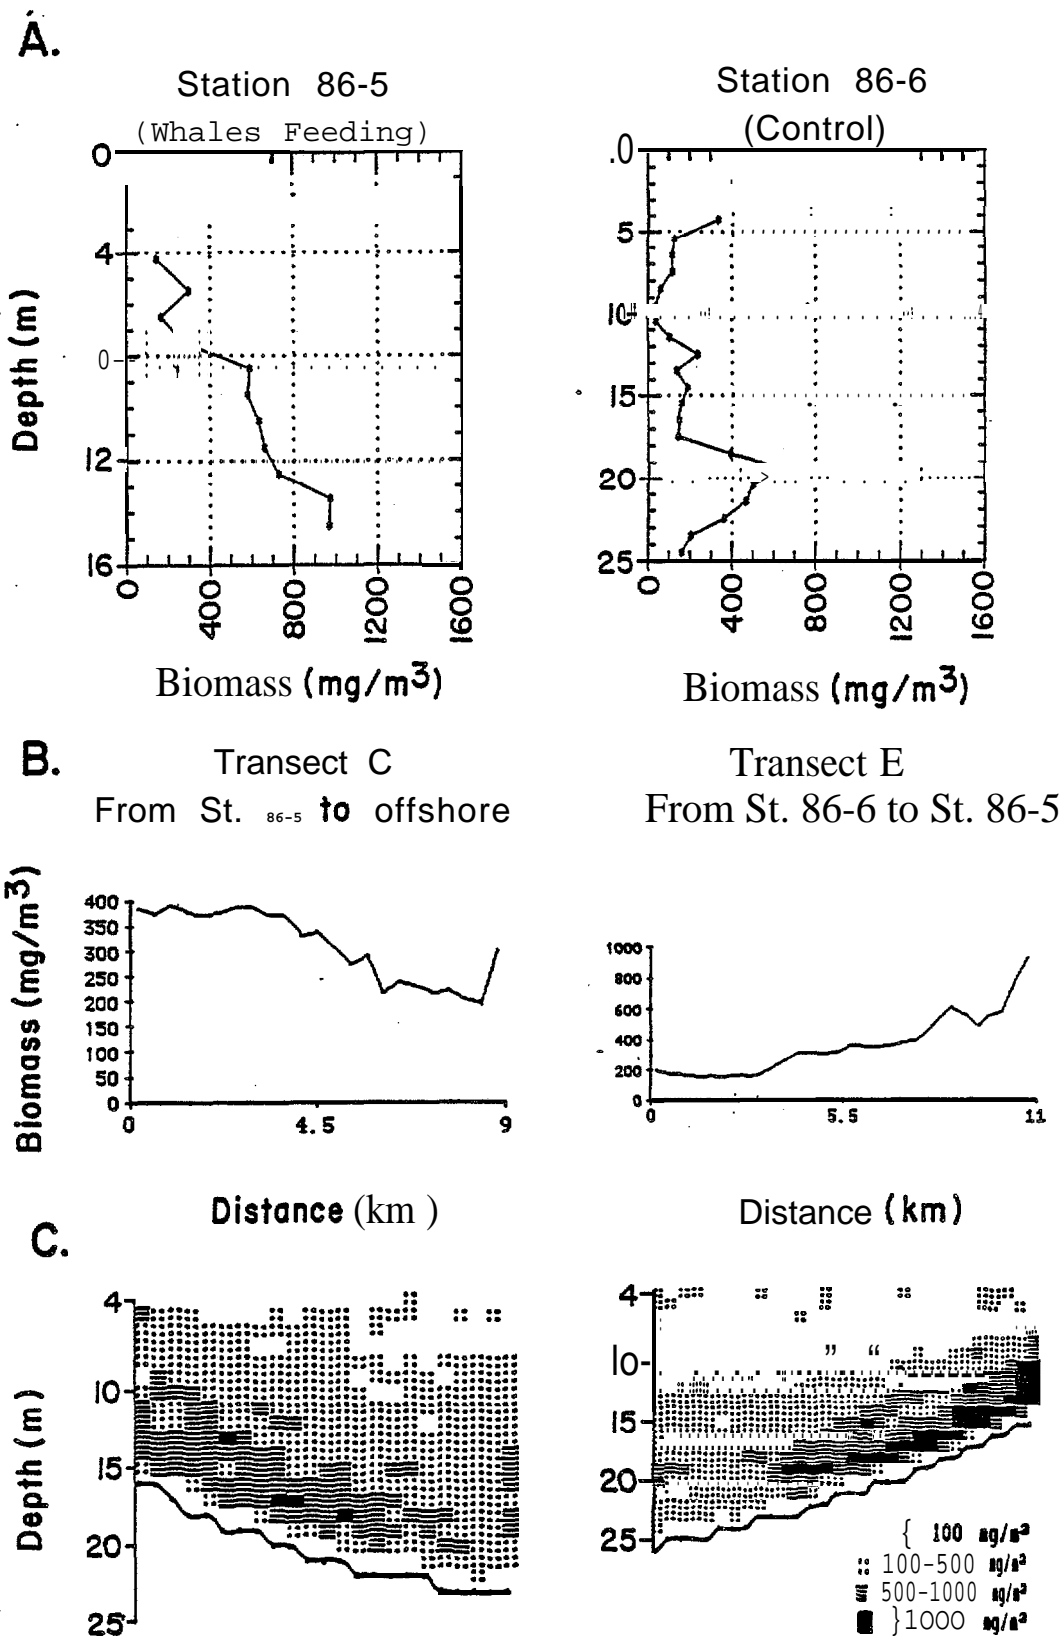 A.
Station 86-5
(Whales Feeding)
Station 86-6
(Control)
0
4
0
12
16
Depth (m)
0
400
800
1200
1600
Biomass (mg/m3)
.0
5
10
15
20
25
0
400
800
1200
1600
Biomass (mg/m3)
B.
Transect C
From St. 86-5 to offshore
Transect E
From St. 86-6 to St. 86-5
Biomass (mg/m3)
400
350
300
250
200
150
100
50
0
0
4.5
9
Distance (km )
1000
800
600
400
200
0
0
5.5
11
Distance (km)
C.
Depth (m)
4
10
15
20
25
4
10
15
20
25
” “
{ 100 mg/m3
100-500 mg/m3
500-1000 mg/m3
}1000 mg/m3